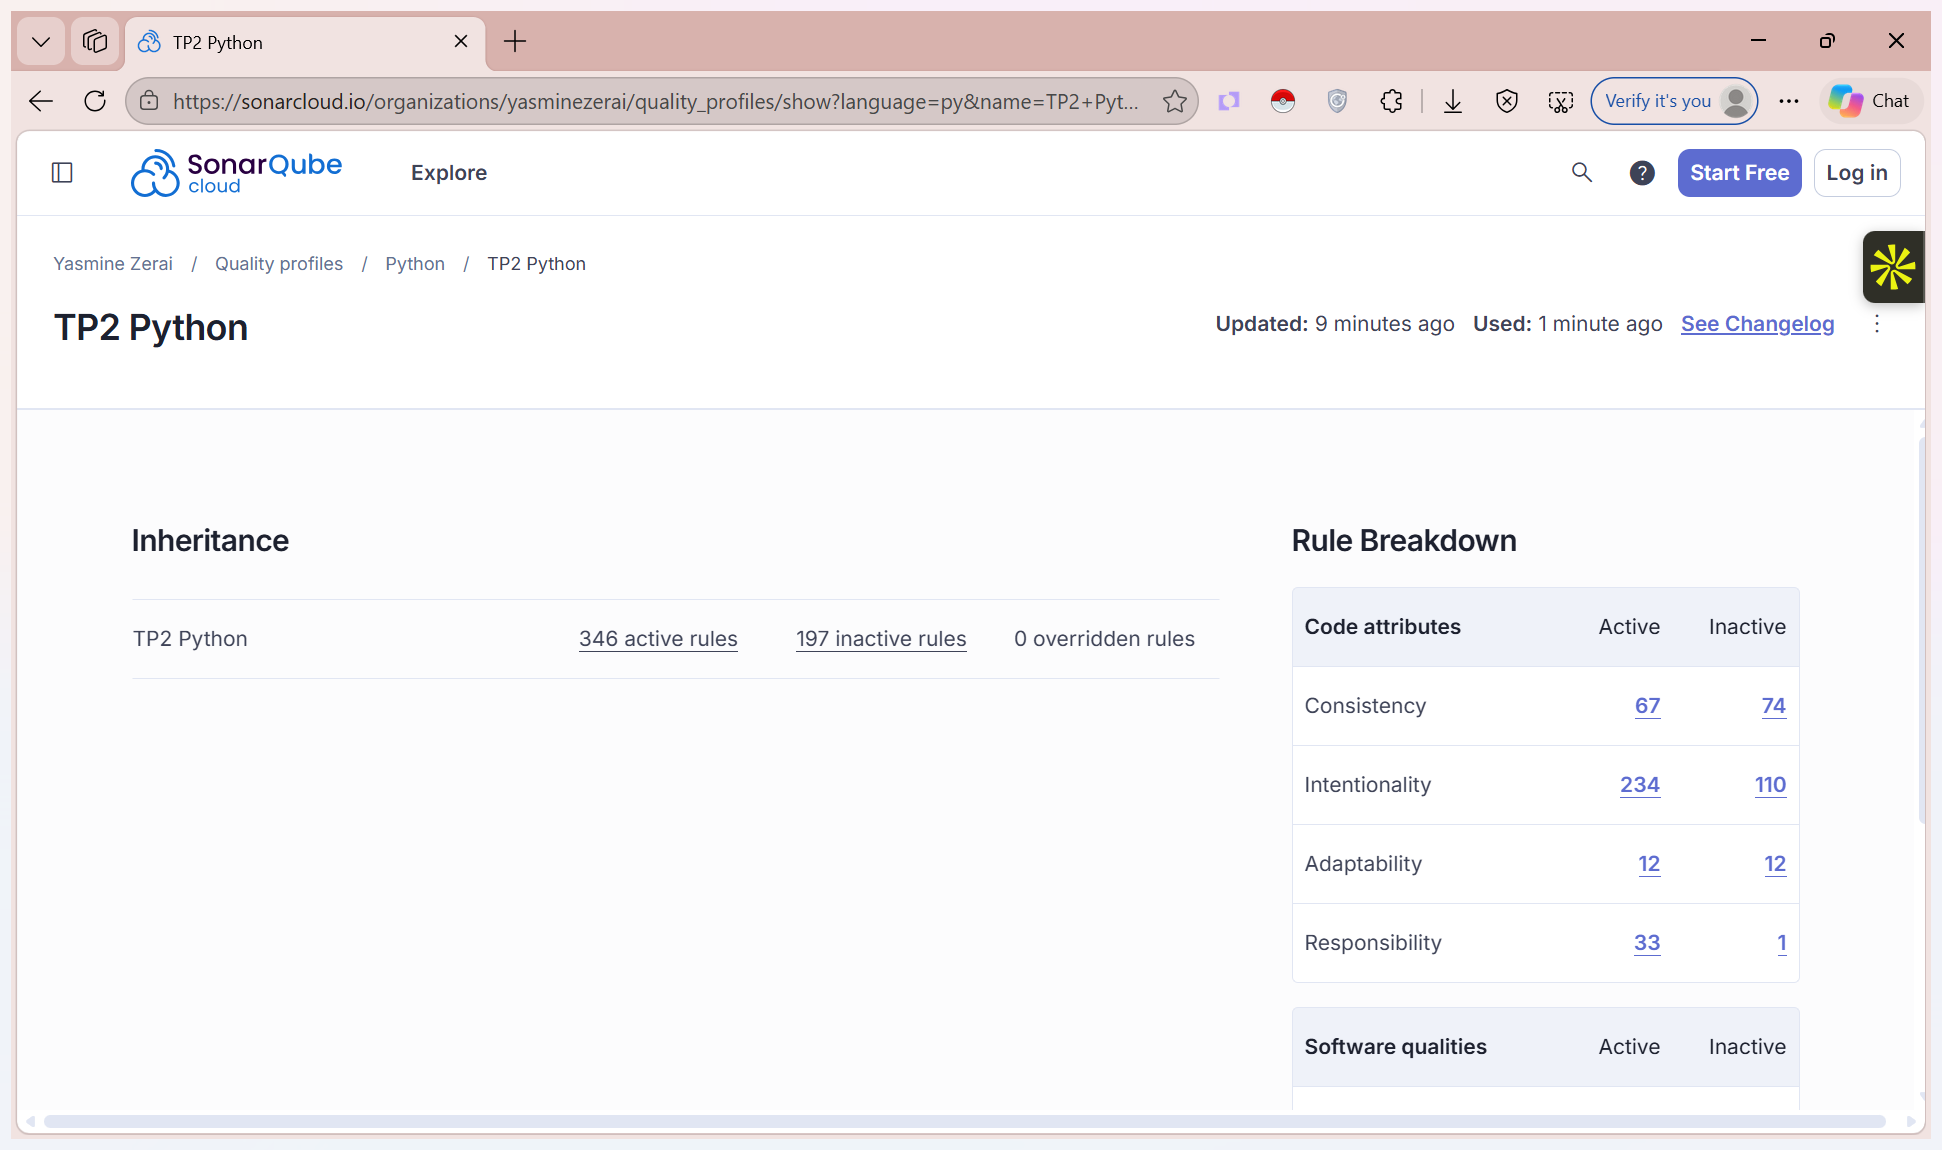 TP2 Python
https://sonarcloud.io/organizations/yasminezerai/quality_profiles/show?language=py&name=TP2+Pyt...
Verify it's you
Chat
SonarQube
cloud
Explore
?
Start Free
Log in
Yasmine Zerai / Quality profiles / Python / TP2 Python
TP2 Python
Updated: 9 minutes ago Used: 1 minute ago See Changelog
Inheritance
TP2 Python 346 active rules 197 inactive rules 0 overridden rules
Rule Breakdown
Code attributes Active Inactive
Consistency 67 74
Intentionality 234 110
Adaptability 12 12
Responsibility 33 1
Software qualities Active Inactive